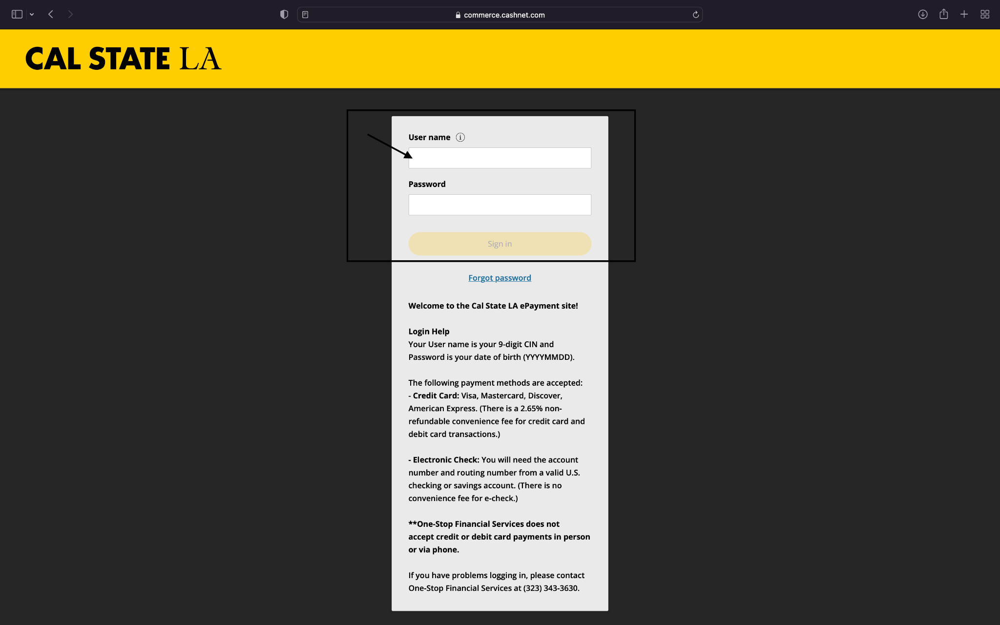 commerce.cashnet.com
CAL STATE LA
User name
Password
Sign in
Forgot password
Welcome to the Cal State LA ePayment site!
Login Help
Your User name is your 9-digit CIN and
Password is your date of birth (YYYYMMDD).
The following payment methods are accepted:
- Credit Card: Visa, Mastercard, Discover,
American Express. (There is a 2.65% non-
refundable convenience fee for credit card and
debit card transactions.)
- Electronic Check: You will need the account
number and routing number from a valid U.S.
checking or savings account. (There is no
convenience fee for e-check.)
**One-Stop Financial Services does not
accept credit or debit card payments in person
or via phone.
If you have problems logging in, please contact
One-Stop Financial Services at (323) 343-3630.